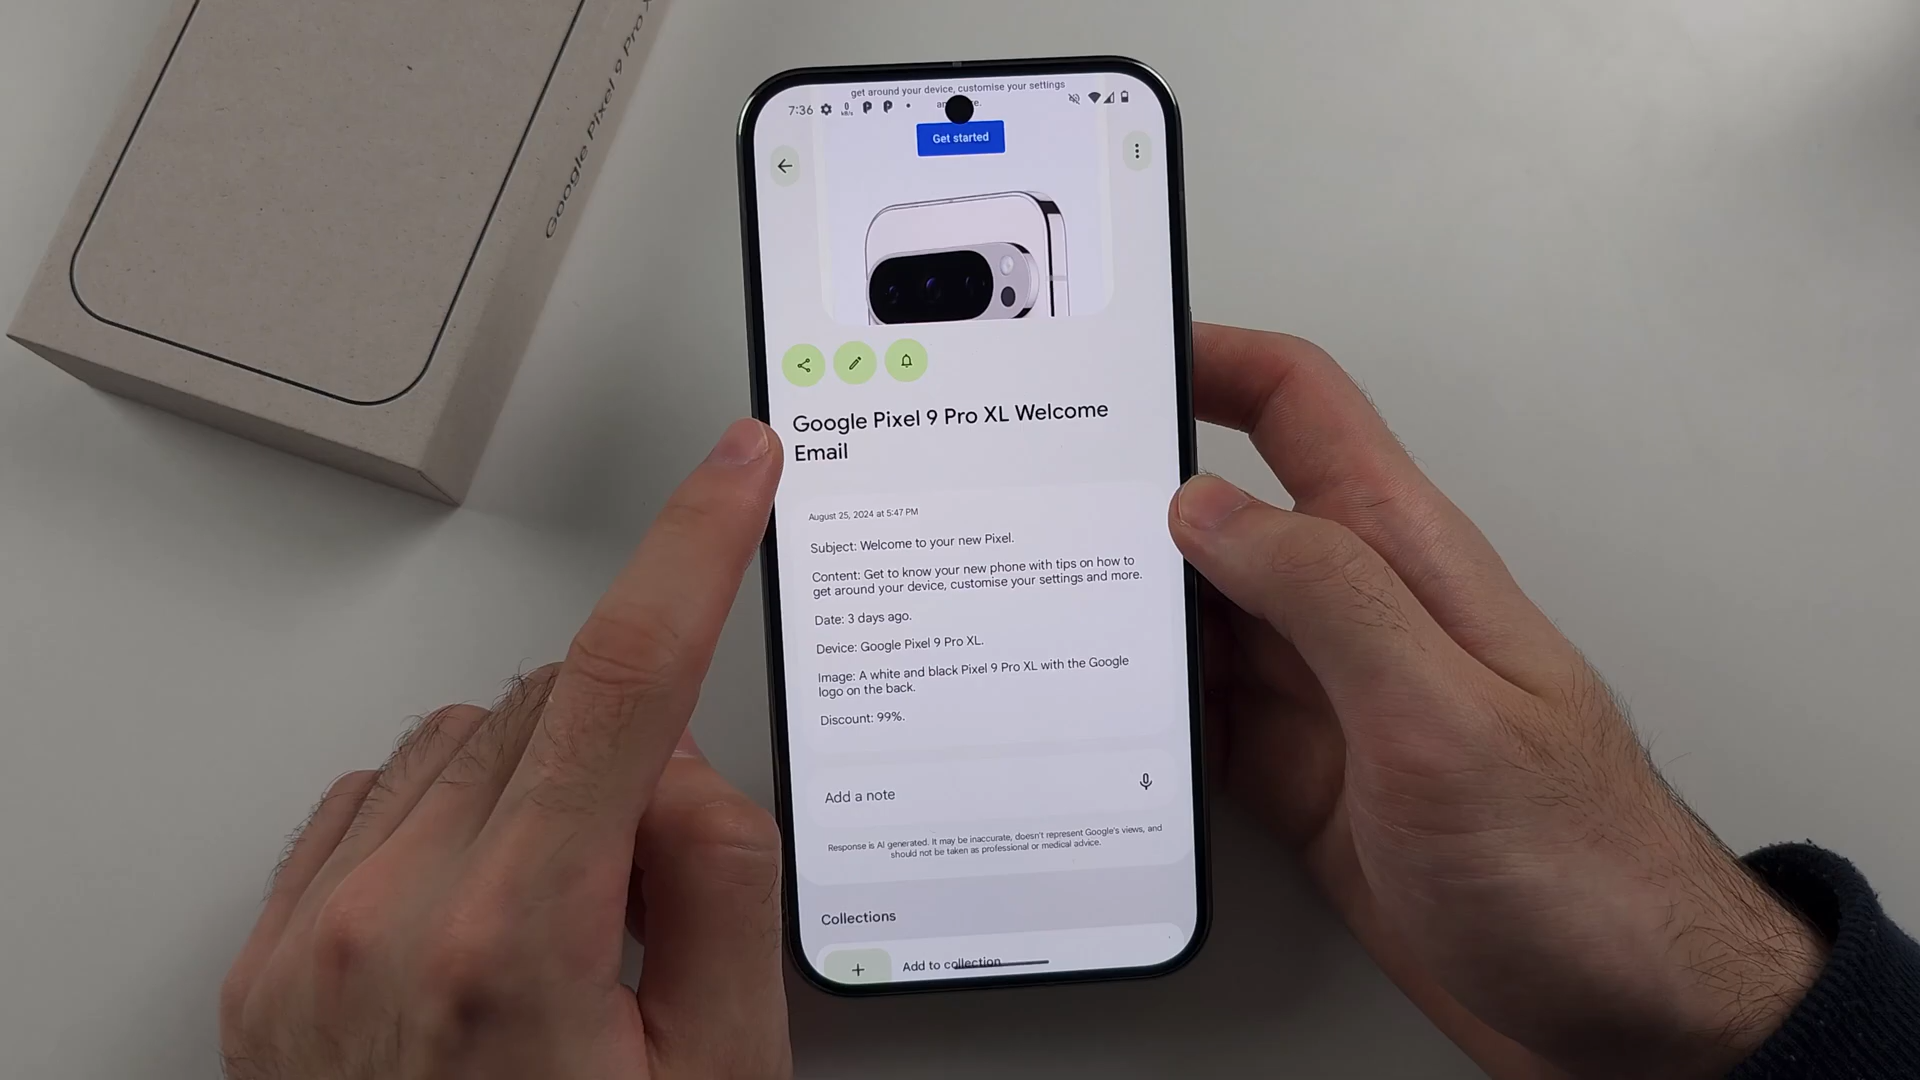 Google Pixel 9 Pro X
get around your device, customise your settings
7:36
Get started
Google Pixel 9 Pro XL Welcome
Email
August 25, 2024 at 5:47 PM
Subject: Welcome to your new Pixel.
Content: Get to know your new phone with tips on how to
get around your device, customise your settings and more.
Date: 3 days ago.
Device: Google Pixel 9 Pro XL.
Image: A white and black Pixel 9 Pro XL with the Google
logo on the back.
Discount: 99%.
Add a note
Response is AI generated. It may be inaccurate, doesn't represent Google's views, and
should not be taken as professional or medical advice.
Collections
Add to collection